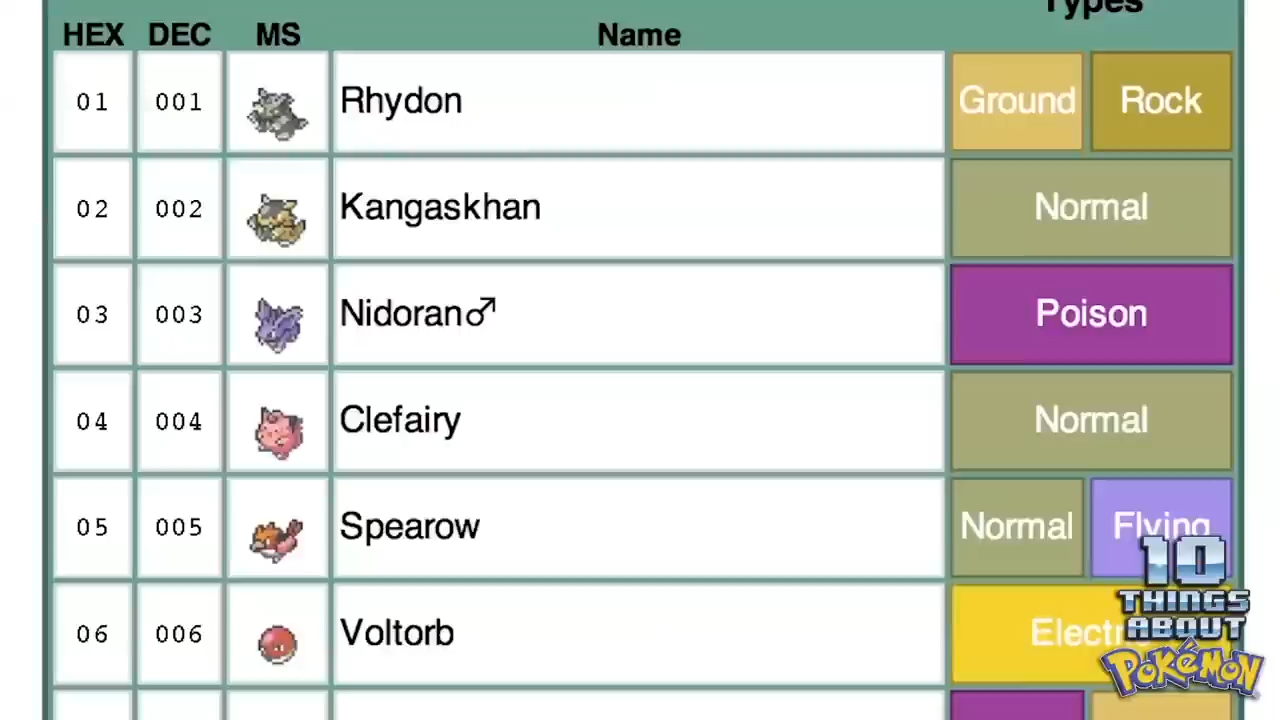 Types
HEX DEC MS Name
01 001 Rhydon Ground Rock
02 002 Kangaskhan Normal
03 003 Nidoran♂ Poison
04 004 Clefairy Normal
05 005 Spearow Normal Flying
06 006 Voltorb Electr
10
THINGS
ABOUT
POKéMON